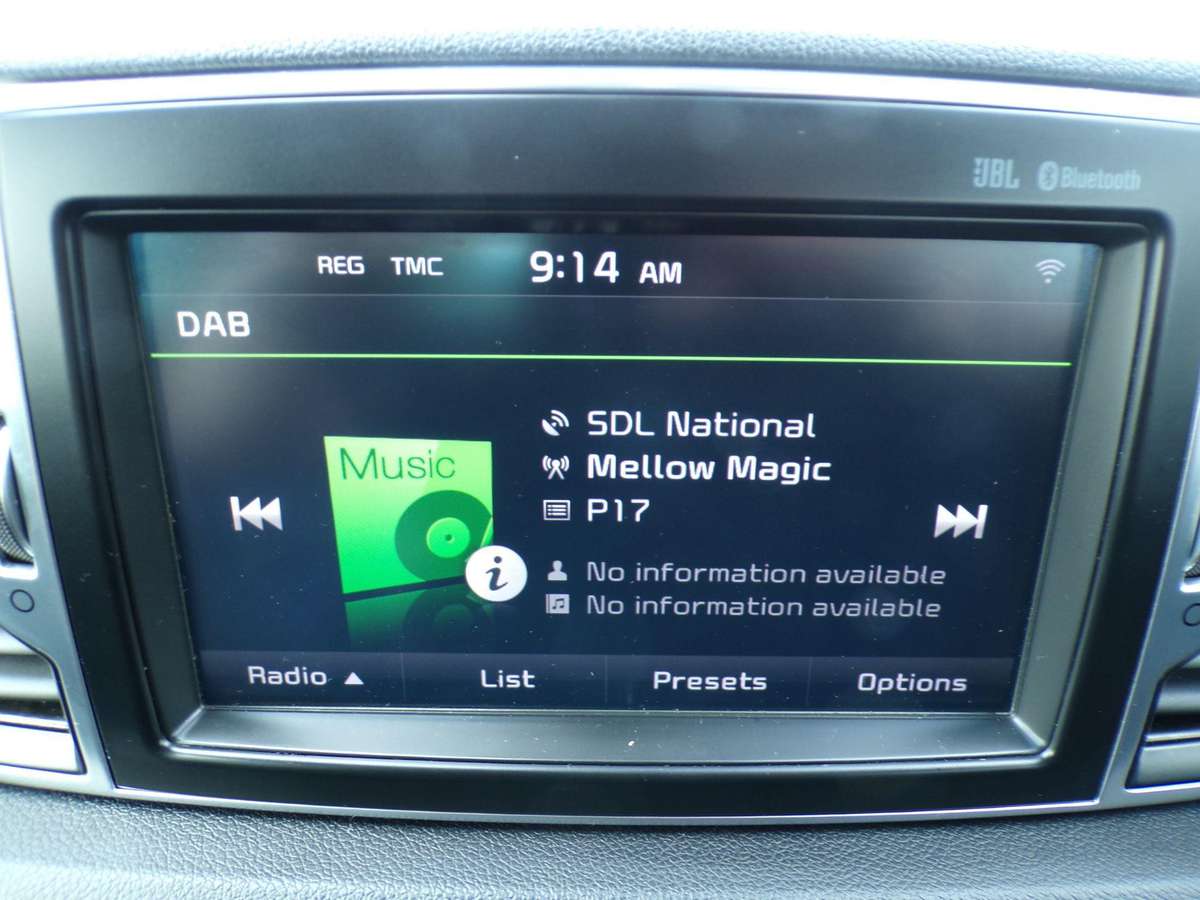 JBL Bluetooth
REG TMC 9:14 AM
DAB
Music
SDL National
Mellow Magic
P17
i
No information available
No information available
Radio ▲ List Presets Options